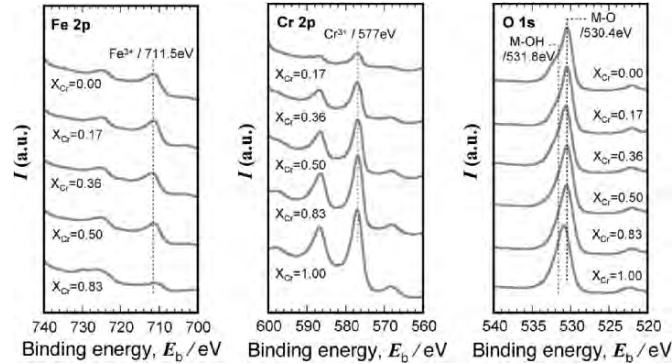 Fe 2p
Fe³⁺ / 711.5eV
X_Cr=0.00
X_Cr=0.17
X_Cr=0.36
X_Cr=0.50
X_Cr=0.83
I (a.u.)
740 730 720 710 700
Binding energy, E_b / eV
Cr 2p
Cr³⁺ / 577eV
X_Cr=0.17
X_Cr=0.36
X_Cr=0.50
X_Cr=0.83
X_Cr=1.00
I (a.u.)
600 590 580 570 560
Binding energy, E_b / eV
O 1s
M-O
/530.4eV
M-OH
/531.8eV
X_Cr=0.00
X_Cr=0.17
X_Cr=0.36
X_Cr=0.50
X_Cr=0.83
X_Cr=1.00
I (a.u.)
540 535 530 525 520
Binding energy, E_b / eV